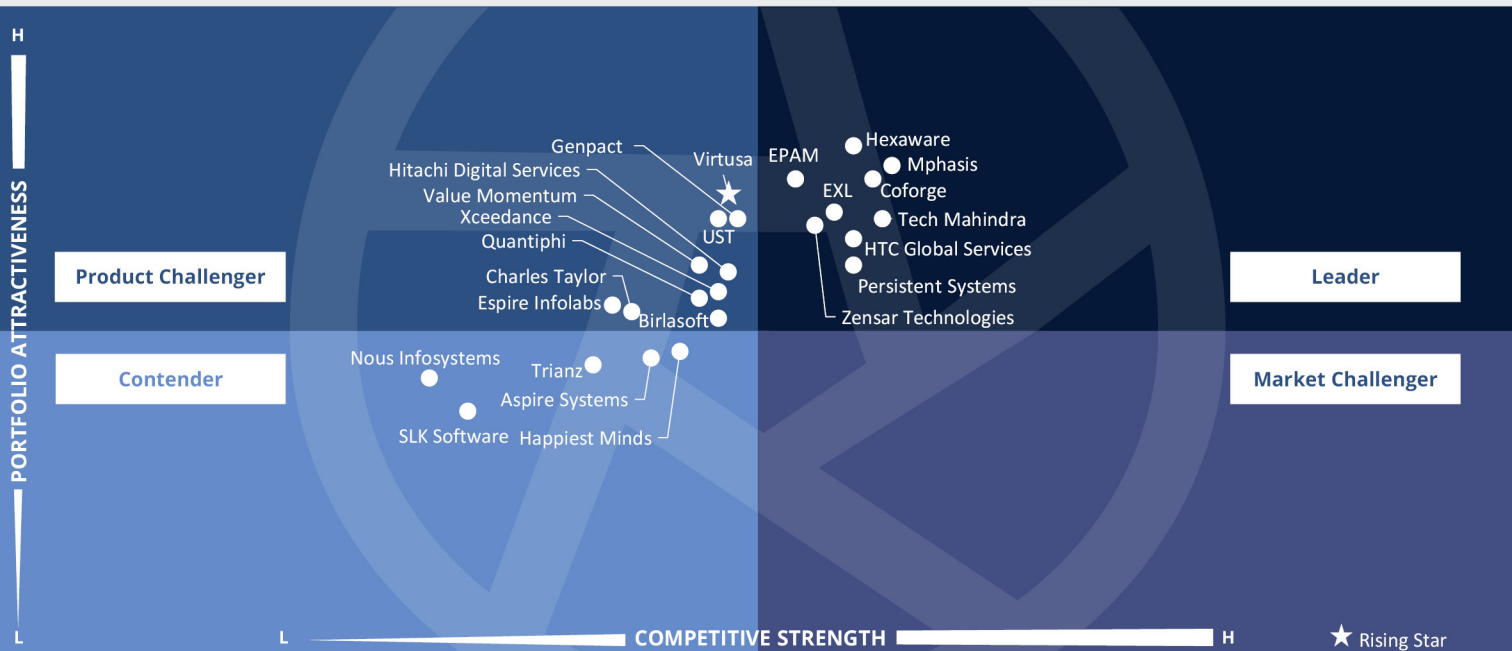 H
PORTFOLIO ATTRACTIVENESS
L
Product Challenger
Contender
Leader
Market Challenger
Genpact
Virtusa
Hitachi Digital Services
Value Momentum
Xceedance
Quantiphi
UST
Charles Taylor
Espire Infolabs
Birlasoft
EPAM
Hexaware
Mphasis
EXL
Coforge
Tech Mahindra
HTC Global Services
Persistent Systems
Zensar Technologies
Nous Infosystems
Trianz
Aspire Systems
SLK Software
Happiest Minds
L
COMPETITIVE STRENGTH
H
Rising Star